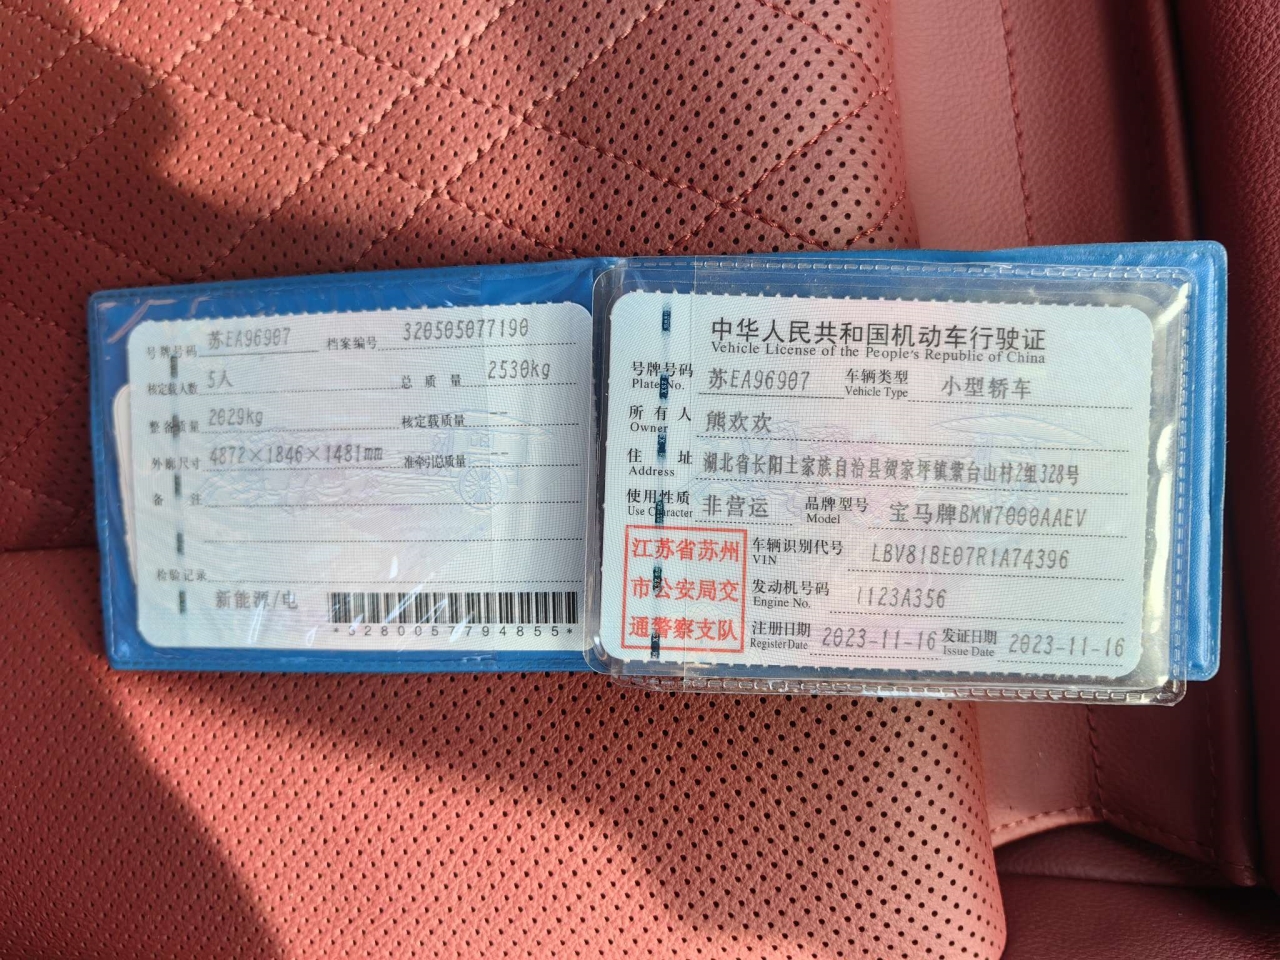 号牌号码 苏EA96907 档案编号 320505077190
核定载人数 5人 总质量 2530kg
整备质量 2029kg 核定载质量 --
外廓尺寸 4872×1846×1481mm 准牵引总质量 --
备注
检验记录
新能源/电
*3280057794855*
中华人民共和国机动车行驶证
Vehicle License of the People's Republic of China
号牌号码 苏EA96907 车辆类型 小型轿车
Plate No. Vehicle Type
所有人 熊欢欢
Owner
住址 湖北省长阳土家族自治县贺家坪镇紫台山村2组328号
Address
使用性质 非营运 品牌型号 宝马牌BMW7000AAEV
Use Character Model
江苏省苏州
市公安局交
通警察支队
车辆识别代号 LBV81BE07R1A74396
VIN
发动机号码 1123A356
Engine No.
注册日期 2023-11-16 发证日期 2023-11-16
Register Date Issue Date